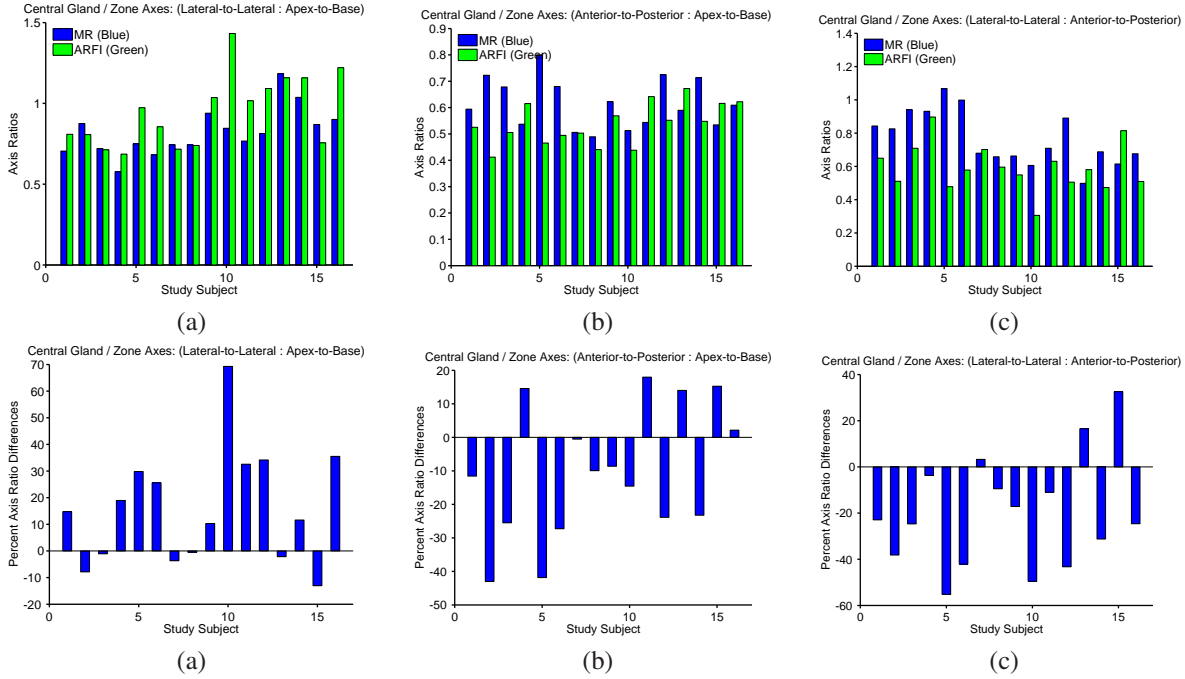 Central Gland / Zone Axes: (Lateral-to-Lateral : Apex-to-Base)
1.5
1
0.5
0
Axis Ratios
MR (Blue)
ARFI (Green)
0 5 10 15
Study Subject
(a)
Central Gland / Zone Axes: (Anterior-to-Posterior : Apex-to-Base)
0.9
0.8
0.7
0.6
0.5
0.4
0.3
0.2
0.1
0
Axis Ratios
MR (Blue)
ARFI (Green)
0 5 10 15
Study Subject
(b)
Central Gland / Zone Axes: (Lateral-to-Lateral : Anterior-to-Posterior)
1.4
1.2
1
0.8
0.6
0.4
0.2
0
Axis Ratios
MR (Blue)
ARFI (Green)
0 5 10 15
Study Subject
(c)
Central Gland / Zone Axes: (Lateral-to-Lateral : Apex-to-Base)
70
60
50
40
30
20
10
0
-10
-20
Percent Axis Ratio Differences
0 5 10 15
Study Subject
(a)
Central Gland / Zone Axes: (Anterior-to-Posterior : Apex-to-Base)
20
10
0
-10
-20
-30
-40
-50
Percent Axis Ratio Differences
0 5 10 15
Study Subject
(b)
Central Gland / Zone Axes: (Lateral-to-Lateral : Anterior-to-Posterior)
40
20
0
-20
-40
-60
Percent Axis Ratio Differences
0 5 10 15
Study Subject
(c)